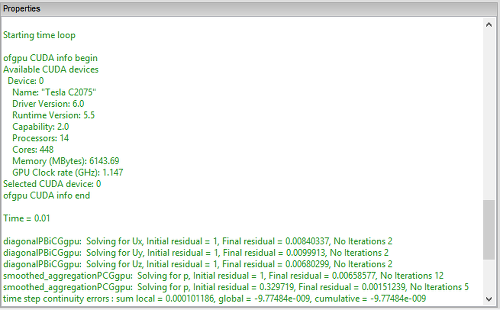 Properties
Starting time loop
ofgpu CUDA info begin
Available CUDA devices
Device: 0
Name: "Tesla C2075"
Driver Version: 6.0
Runtime Version: 5.5
Capability: 2.0
Processors: 14
Cores: 448
Memory (MBytes): 6143.69
GPU Clock rate (GHz): 1.147
Selected CUDA device: 0
ofgpu CUDA info end
Time = 0.01
diagonalPBiCGgpu: Solving for Ux, Initial residual = 1, Final residual = 0.00840337, No Iterations 2
diagonalPBiCGgpu: Solving for Uy, Initial residual = 1, Final residual = 0.0099913, No Iterations 2
diagonalPBiCGgpu: Solving for Uz, Initial residual = 1, Final residual = 0.00680299, No Iterations 2
smoothed_aggregationPCGgpu: Solving for p, Initial residual = 1, Final residual = 0.00658577, No Iterations 12
smoothed_aggregationPCGgpu: Solving for p, Initial residual = 0.329719, Final residual = 0.00151239, No Iterations 5
time step continuity errors : sum local = 0.000101186, global = -9.77484e-009, cumulative = -9.77484e-009